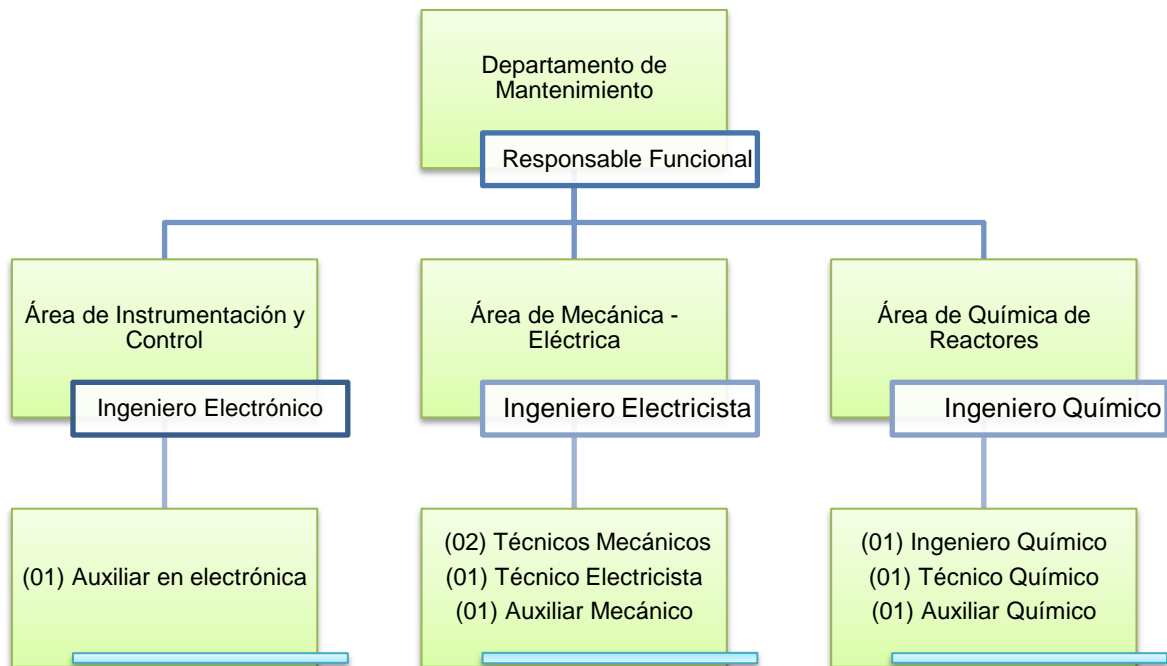 Departamento de
Mantenimiento
Responsable Funcional
Área de Instrumentación y
Control
Ingeniero Electrónico
Área de Mecánica -
Eléctrica
Ingeniero Electricista
Área de Química de
Reactores
Ingeniero Químico
(01) Auxiliar en electrónica
(02) Técnicos Mecánicos
(01) Técnico Electricista
(01) Auxiliar Mecánico
(01) Ingeniero Químico
(01) Técnico Químico
(01) Auxiliar Químico